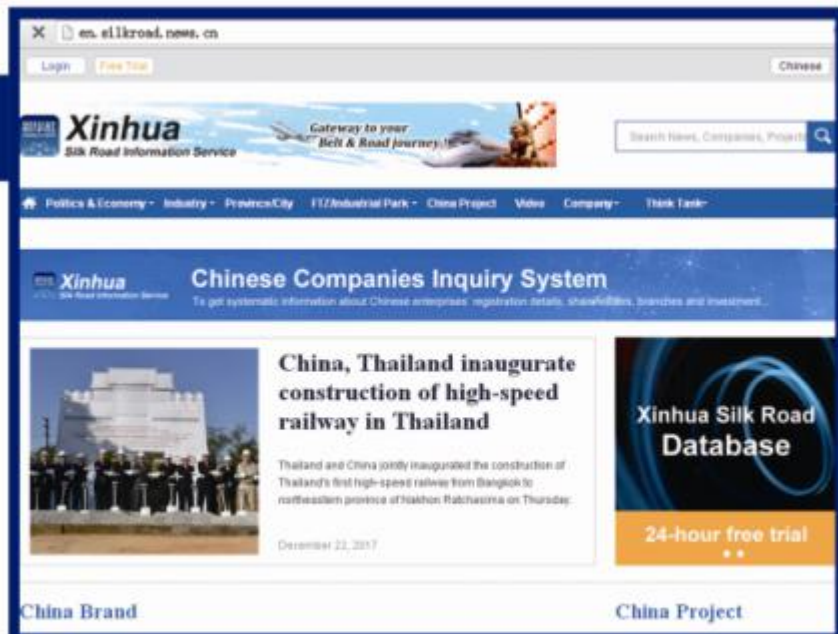 en.silkroad.news.cn
Login Free Trial Chinese
Xinhua
Silk Road Information Service
Gateway to your
Belt & Road journey !
Search News, Companies, Projects
Politics & Economy Industry Province/City FTZ/Industrial Park China Project Video Company Think Tank
Xinhua
Silk Road Information Service
Chinese Companies Inquiry System
To get systematic information about Chinese enterprises' registration details, shareholders, branches and investment...
China, Thailand inaugurate
construction of high-speed
railway in Thailand
Thailand and China jointly inaugurated the construction of
Thailand's first high-speed railway from Bangkok to
northeastern province of Nakhon Ratchasima on Thursday.
December 22, 2017
Xinhua Silk Road
Database
24-hour free trial
China Brand
China Project